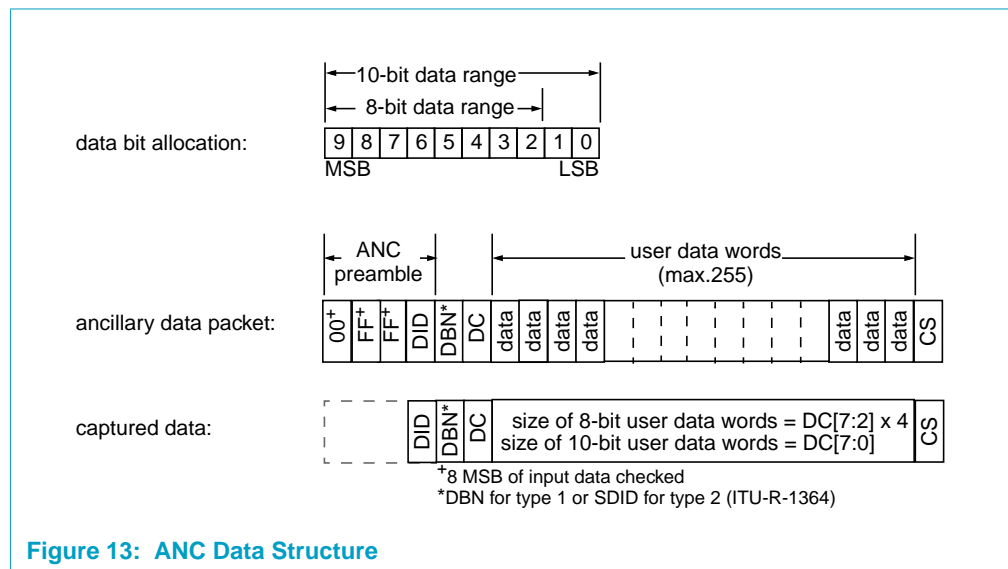 10-bit data range
8-bit data range
data bit allocation:
9 8 7 6 5 4 3 2 1 0
MSB LSB
ANC
preamble
user data words
(max.255)
ancillary data packet:
00+ FF+ FF+ DID DBN* DC data data data data data data data CS
captured data:
DID DBN* DC
size of 8-bit user data words = DC[7:2] x 4
size of 10-bit user data words = DC[7:0]
CS
+8 MSB of input data checked
*DBN for type 1 or SDID for type 2 (ITU-R-1364)
Figure 13: ANC Data Structure